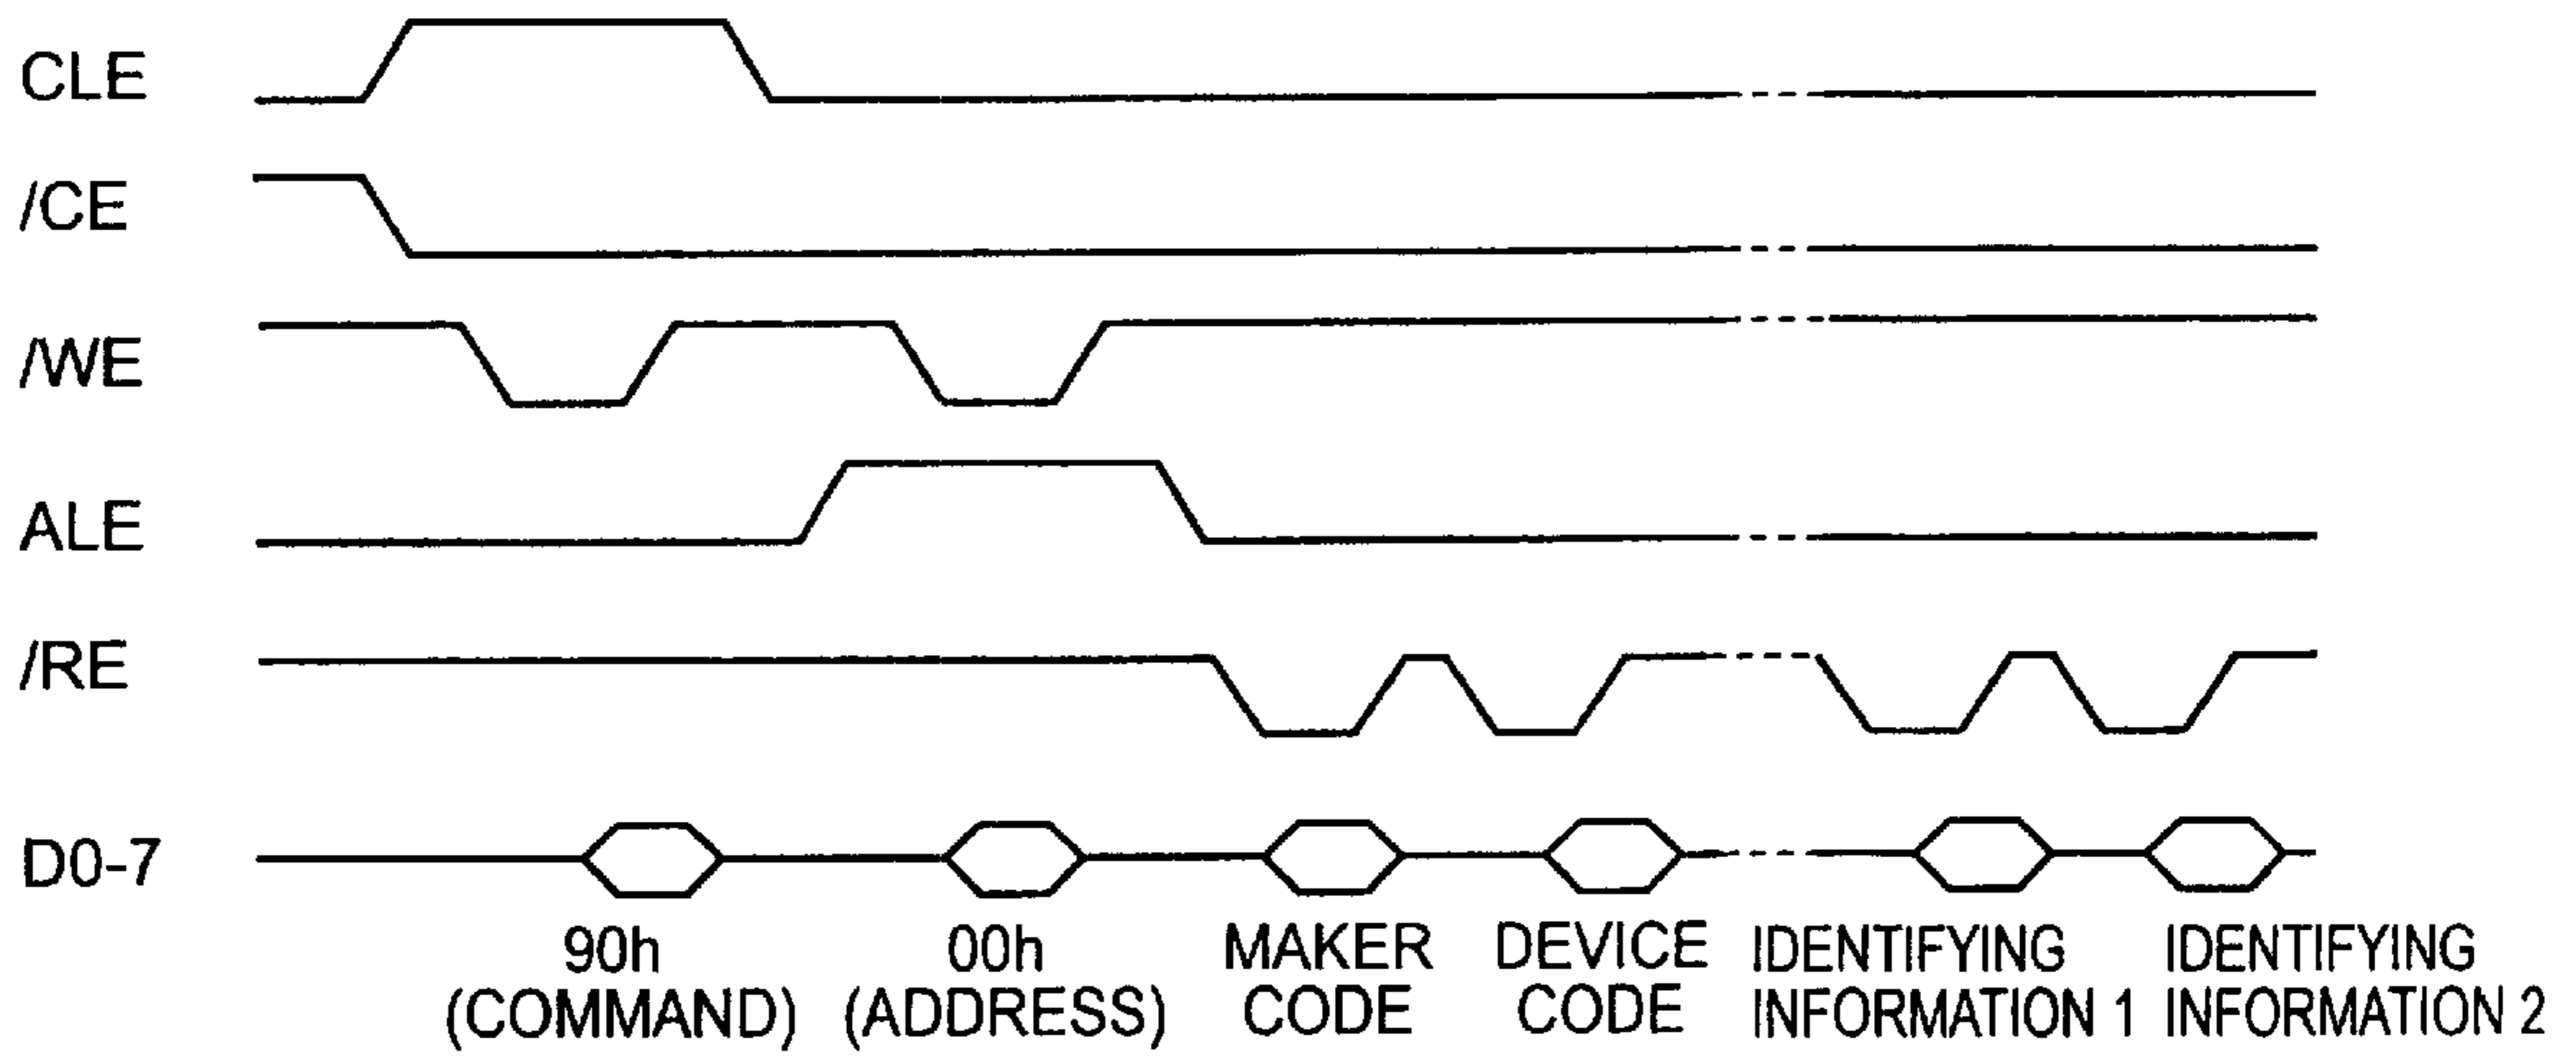 CLE
/CE
/WE
ALE
/RE
D0-7
90h
(COMMAND)
00h
(ADDRESS)
MAKER
CODE
DEVICE
CODE
IDENTIFYING
INFORMATION 1
IDENTIFYING
INFORMATION 2